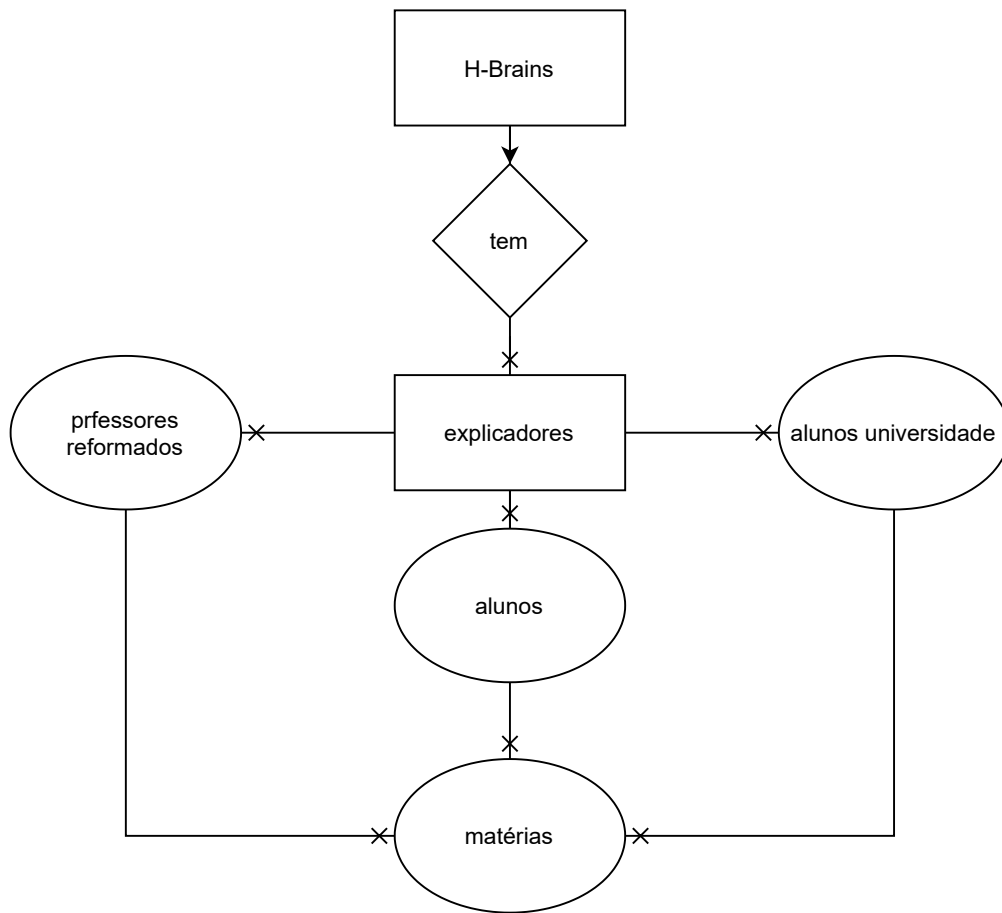 H-Brains
tem
prfessores
reformados
explicadores
alunos universidade
alunos
matérias